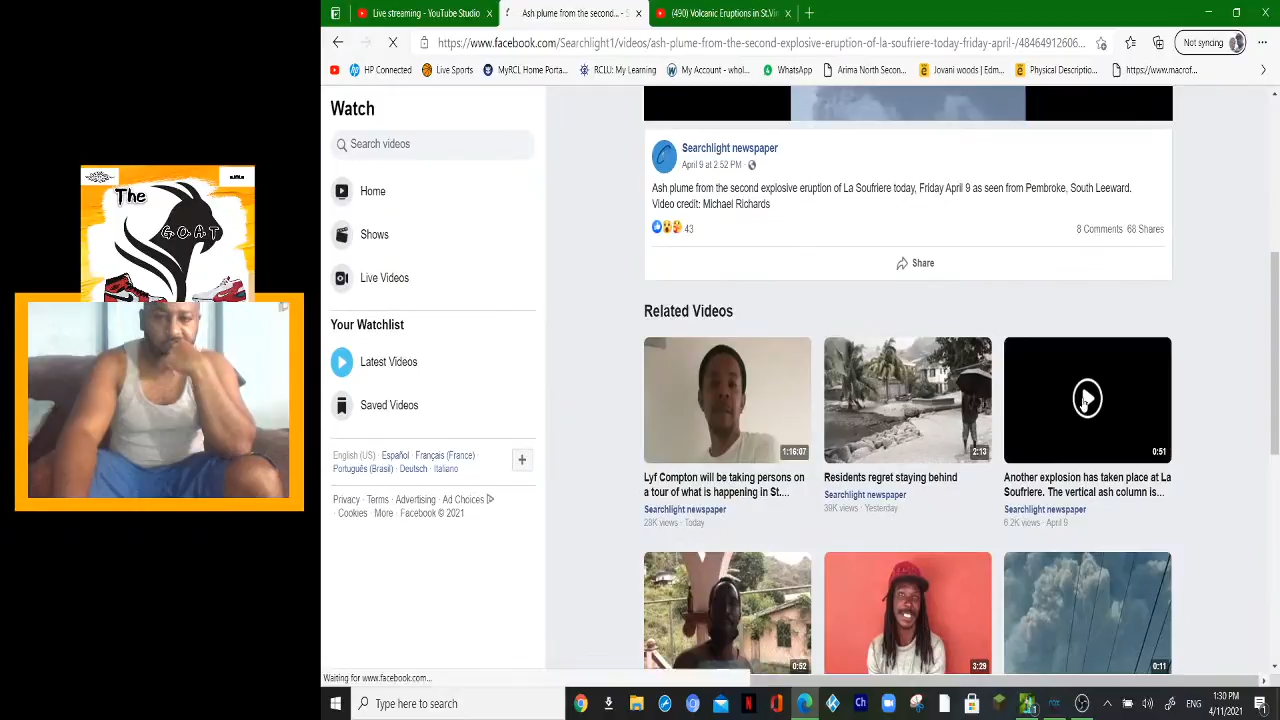 Live streaming - YouTube Studio
Ash plume from the second... - S
(490) Volcanic Eruptions in St.Vin
https://www.facebook.com/Searchlight1/videos/ash-plume-from-the-second-explosive-eruption-of-la-soufriere-today-friday-april-/48464912606...
Not syncing
HP Connected
Live Sports
MyRCL Home Porta...
RCLU: My Learning
My Account - whol...
WhatsApp
Arima North Secon...
Jovani woods | Edm...
Physical Descriptio...
https://www.macrof...
Watch
Search videos
Home
Shows
Live Videos
Your Watchlist
Latest Videos
Saved Videos
English (US) · Español · Français (France) ·
Português (Brasil) · Deutsch · Italiano
Privacy · Terms · Advertising · Ad Choices
· Cookies · More · Facebook © 2021
The
G.O.A.T
Searchlight newspaper
April 9 at 2:52 PM ·
Ash plume from the second explosive eruption of La Soufriere today, Friday April 9 as seen from Pembroke, South Leeward.
Video credit: Michael Richards
43
8 Comments 68 Shares
Share
Related Videos
1:16:07
2:13
0:51
Lyf Compton will be taking persons on
a tour of what is happening in St....
Searchlight newspaper
28K views · Today
Residents regret staying behind
Searchlight newspaper
39K views · Yesterday
Another explosion has taken place at La
Soufriere. The vertical ash column is...
Searchlight newspaper
6.2K views · April 9
0:52
3:29
0:11
Waiting for www.facebook.com...
Type here to search
ENG
1:30 PM
4/11/2021